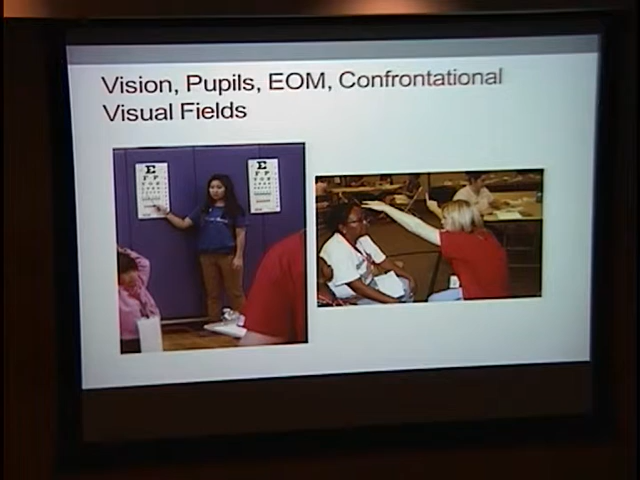 Vision, Pupils, EOM, Confrontational
Visual Fields
E
F P
E
F P